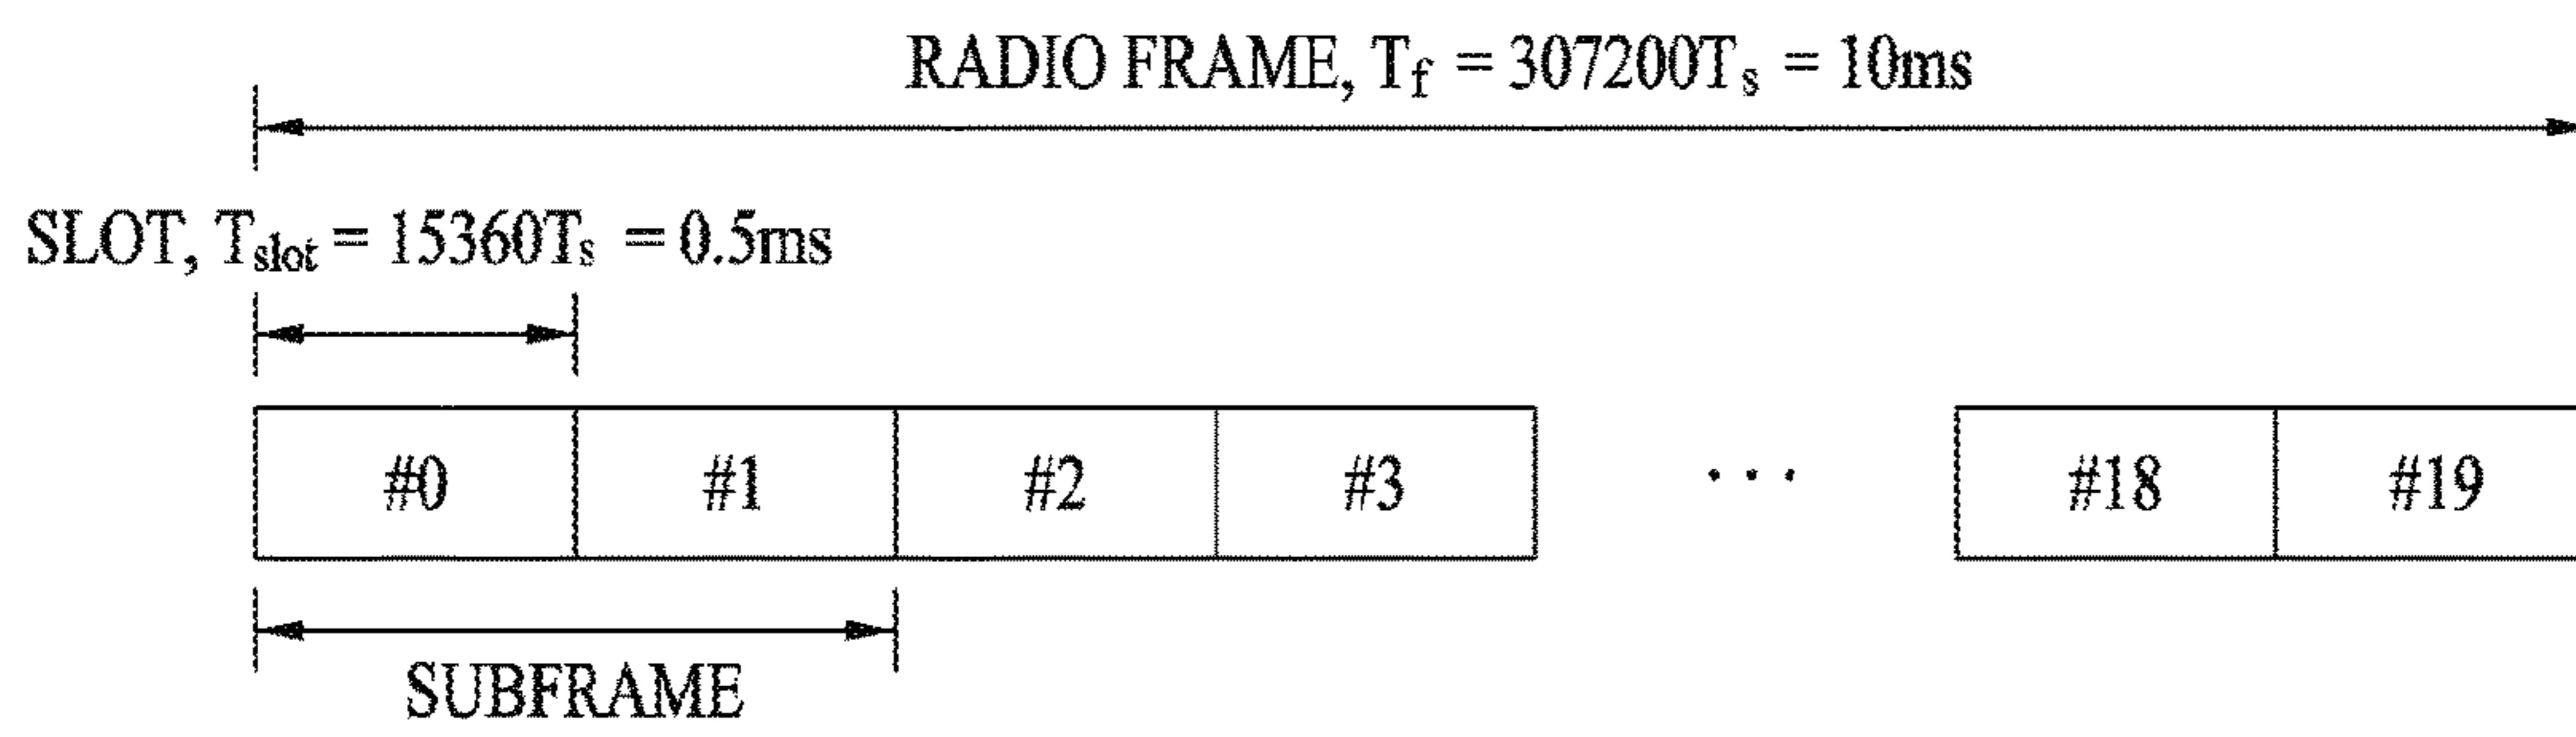 RADIO FRAME, Tf = 307200Ts = 10ms
SLOT, Tslot = 15360Ts = 0.5ms
#0 #1 #2 #3 ... #18 #19
SUBFRAME